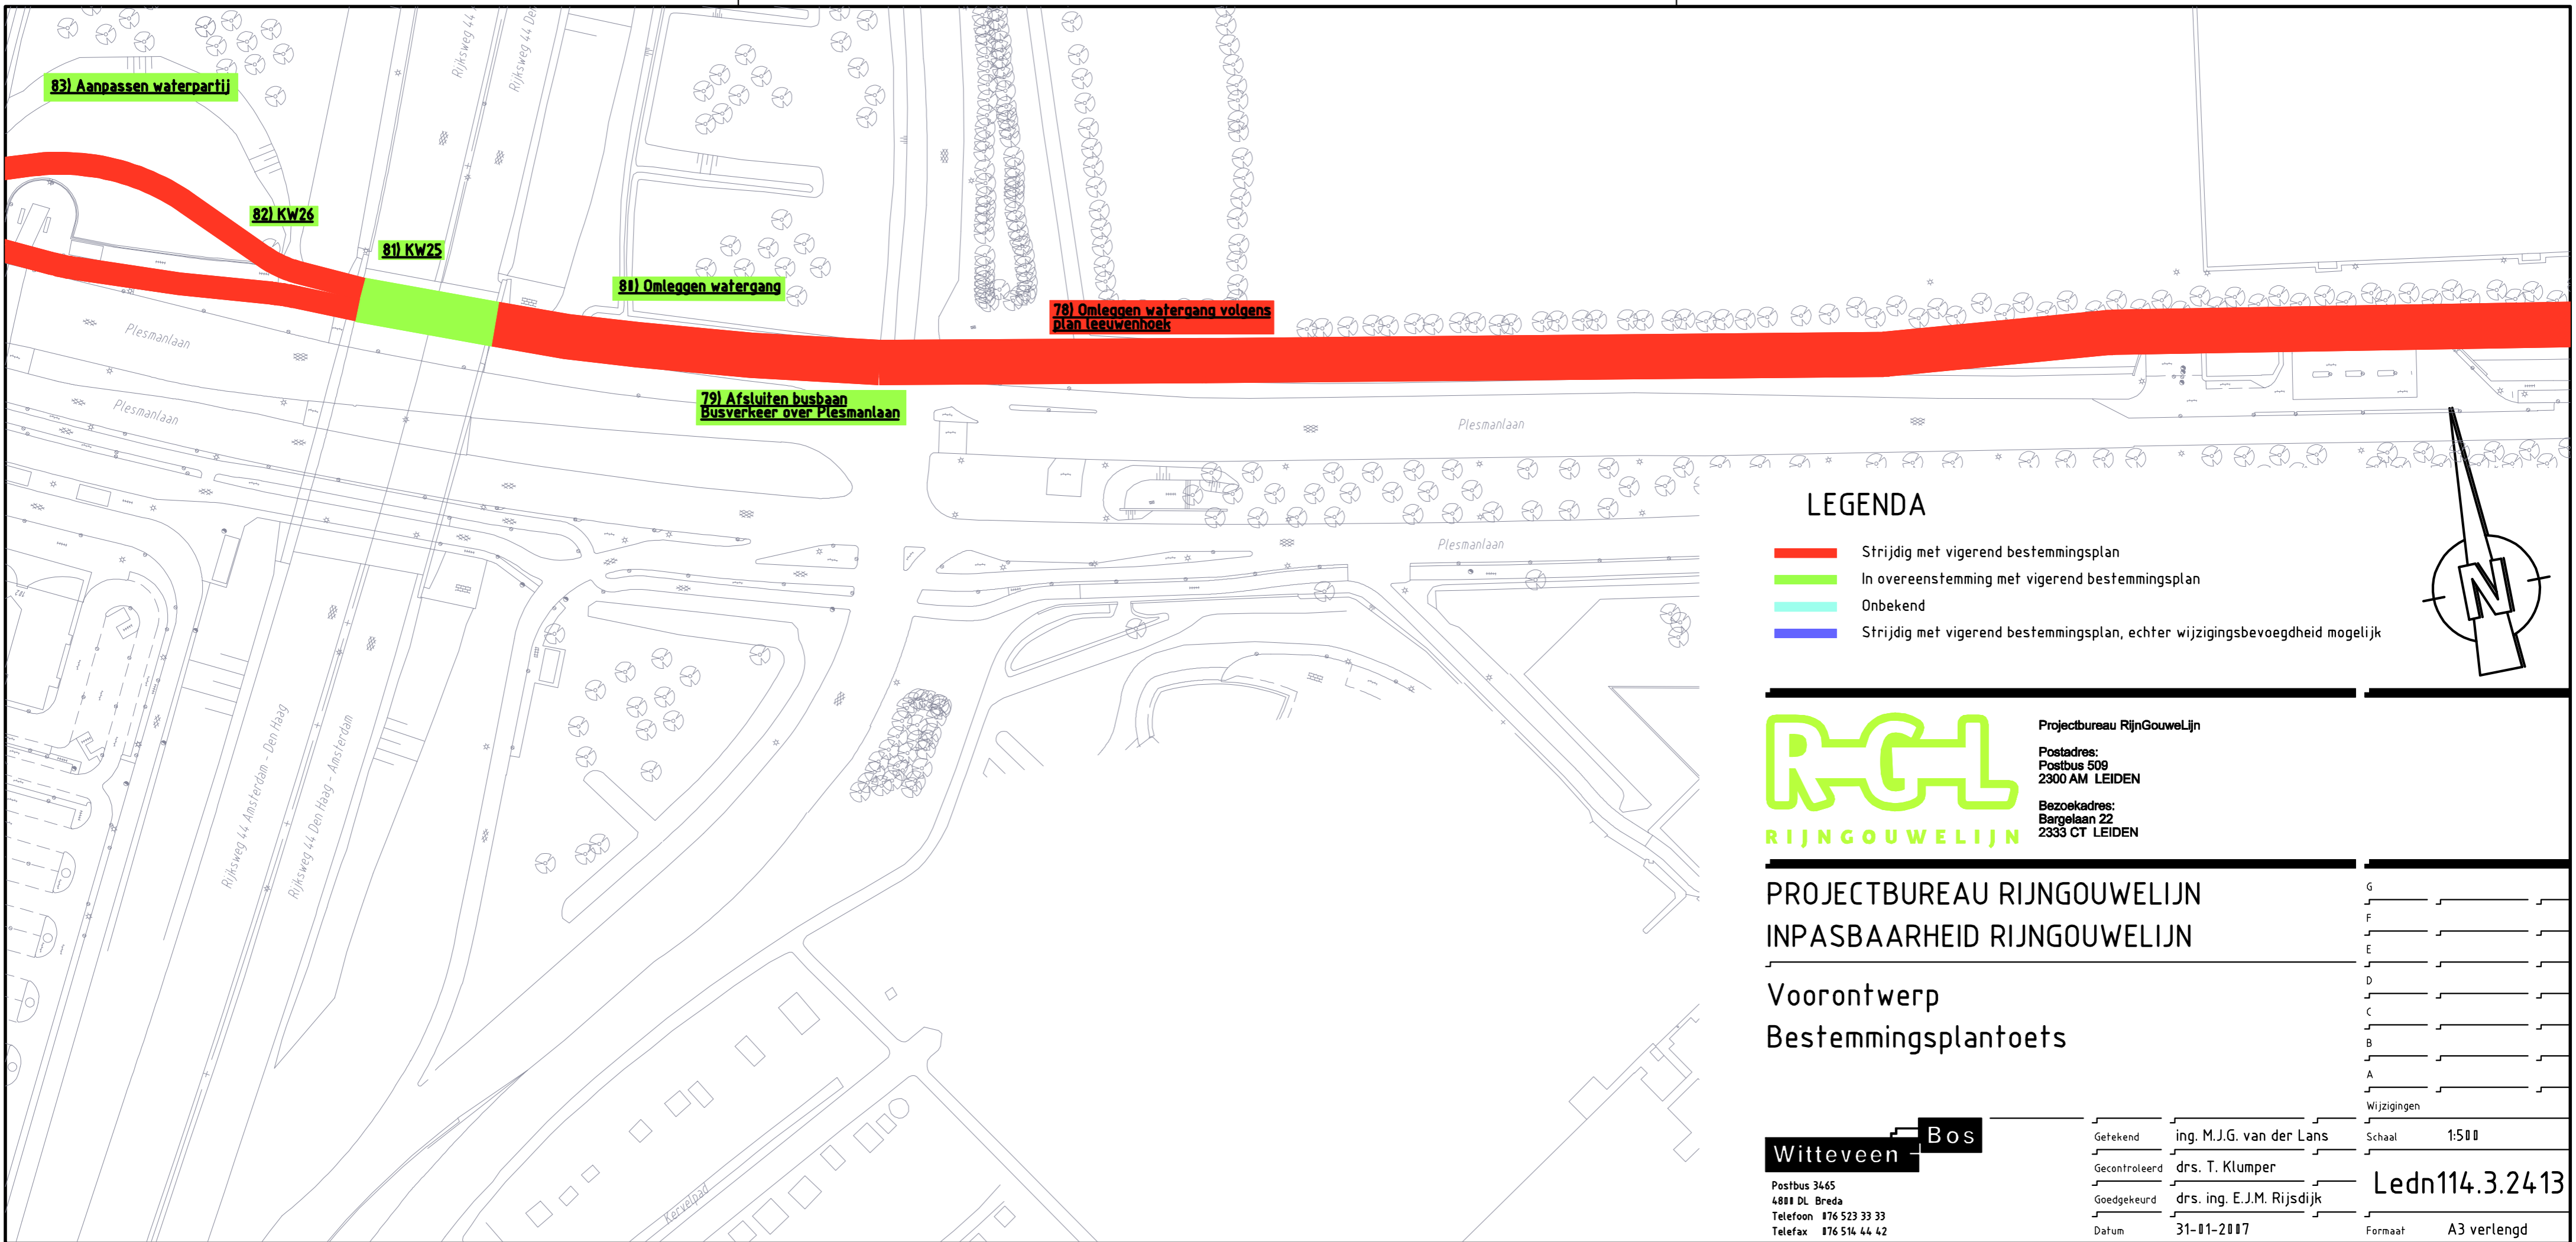 Rijksweg 44
Rijksweg 44 Den
83) Aanpassen waterpartij
82) KW26
81) KW25
80) Omleggen watergang
78) Omleggen watergang volgens
plan leeuwenhoek
79) Afsluiten busbaan
Busverkeer over Plesmanlaan
Plesmanlaan
Plesmanlaan
Plesmanlaan
Plesmanlaan
Rijksweg 44 Amsterdam - Den Haag
Rijksweg 44 Den Haag - Amsterdam
Kervelpad
LEGENDA
Strijdig met vigerend bestemmingsplan
In overeenstemming met vigerend bestemmingsplan
Onbekend
Strijdig met vigerend bestemmingsplan, echter wijzigingsbevoegdheid mogelijk
N
R-G-L
RIJNGOUWELIJN
Projectbureau RijnGouweLijn
Postadres:
Postbus 509
2300 AM LEIDEN
Bezoekadres:
Bargelaan 22
2333 CT LEIDEN
PROJECTBUREAU RIJNGOUWELIJN
INPASBAARHEID RIJNGOUWELIJN
Voorontwerp
Bestemmingsplantoets
G
F
E
D
C
B
A
Wijzigingen
Witteveen
Bos
Postbus 3465
4800 DL Breda
Telefoon 076 523 33 33
Telefax 076 514 44 42
Getekend ing. M.J.G. van der Lans
Gecontroleerd drs. T. Klumper
Goedgekeurd drs. ing. E.J.M. Rijsdijk
Datum 31-01-2007
Schaal 1:500
Ledn114.3.2413
Formaat A3 verlengd